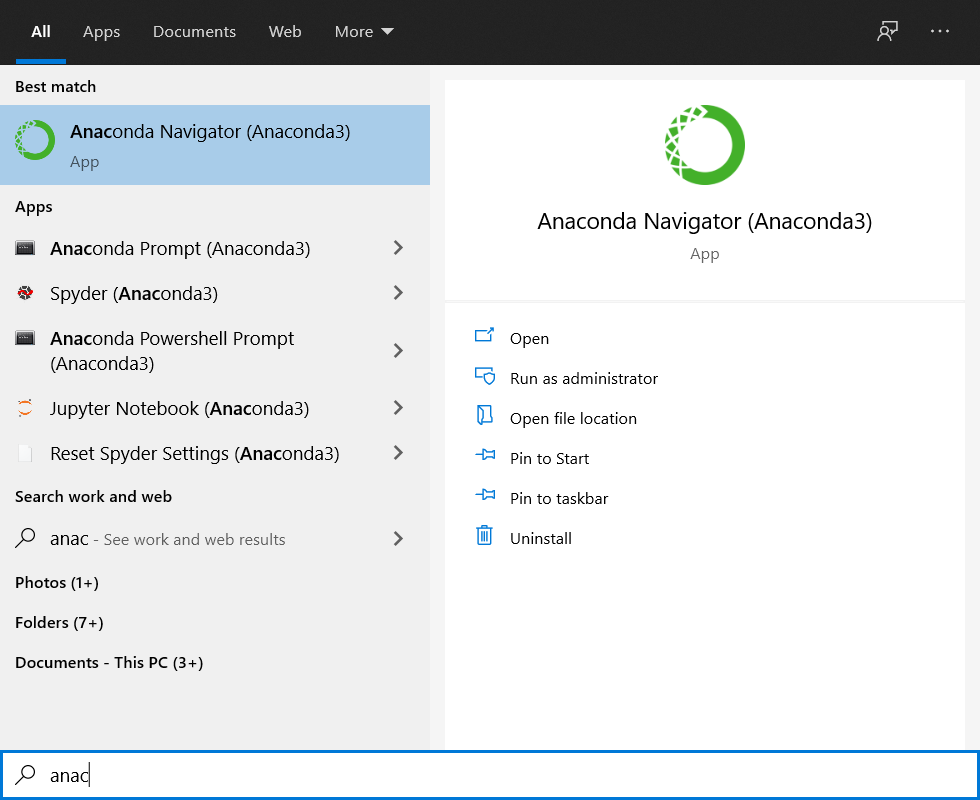 All Apps Documents Web More
Best match
Anaconda Navigator (Anaconda3)
App
Apps
Anaconda Prompt (Anaconda3)
Spyder (Anaconda3)
Anaconda Powershell Prompt
(Anaconda3)
Jupyter Notebook (Anaconda3)
Reset Spyder Settings (Anaconda3)
Search work and web
anac - See work and web results
Photos (1+)
Folders (7+)
Documents - This PC (3+)
Anaconda Navigator (Anaconda3)
App
Open
Run as administrator
Open file location
Pin to Start
Pin to taskbar
Uninstall
anac